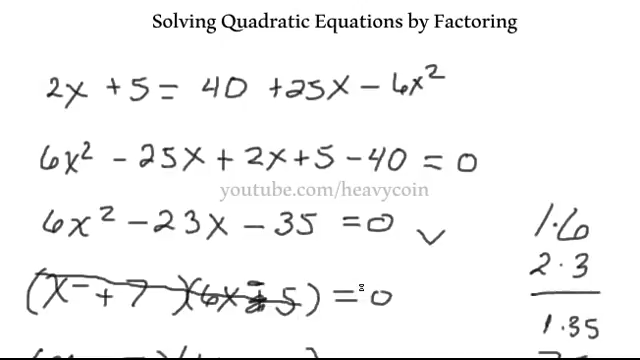 Solving Quadratic Equations by Factoring
2x + 5 = 40 + 25x - 6x²
6x² - 25x + 2x + 5 - 40 = 0
youtube.com/heavycoin
6x² - 23x - 35 = 0
1·6
2·3
= 0
1·35